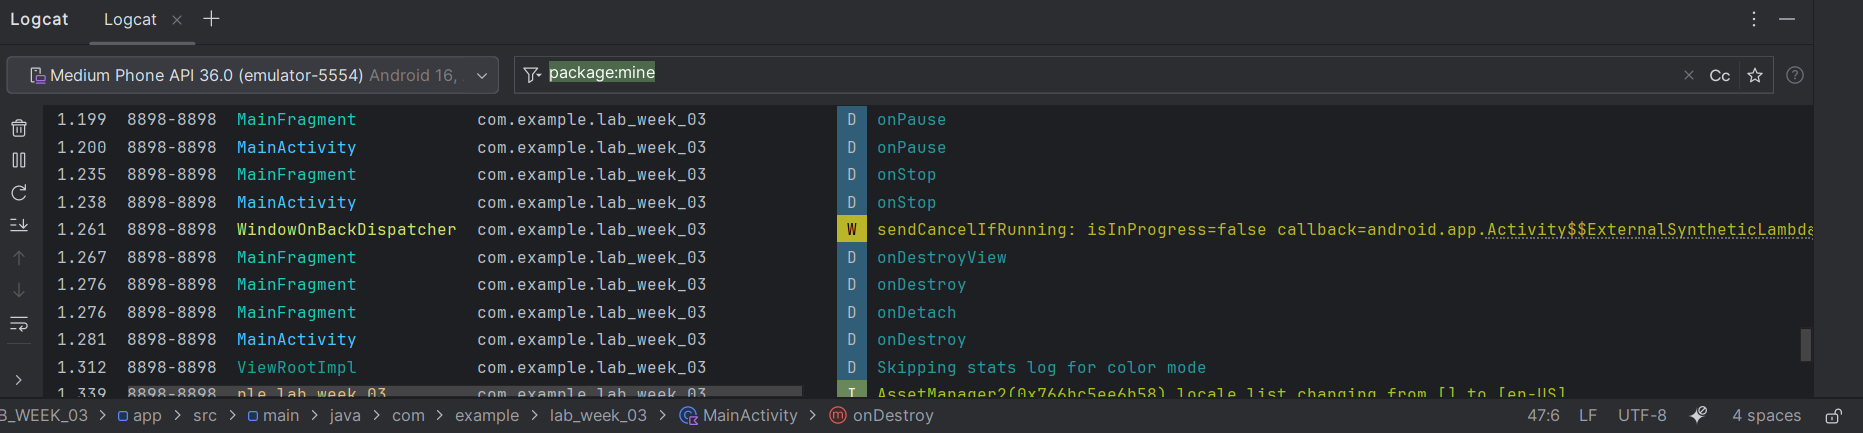 Logcat Logcat
Medium Phone API 36.0 (emulator-5554) Android 16, package:mine Cc
1.199 8898-8898 MainFragment com.example.lab_week_03 D onPause
1.200 8898-8898 MainActivity com.example.lab_week_03 D onPause
1.235 8898-8898 MainFragment com.example.lab_week_03 D onStop
1.238 8898-8898 MainActivity com.example.lab_week_03 D onStop
1.261 8898-8898 WindowOnBackDispatcher com.example.lab_week_03 W sendCancelIfRunning: isInProgress=false callback=android.app.Activity$$ExternalSyntheticLambda
1.267 8898-8898 MainFragment com.example.lab_week_03 D onDestroyView
1.276 8898-8898 MainFragment com.example.lab_week_03 D onDestroy
1.276 8898-8898 MainFragment com.example.lab_week_03 D onDetach
1.281 8898-8898 MainActivity com.example.lab_week_03 D onDestroy
1.312 8898-8898 ViewRootImpl com.example.lab_week_03 D Skipping stats log for color mode
1.339 8898-8898 ple.lab_week_03 com.example.lab_week_03 I AssetManager2(0x766bc5ee6b58) locale list changing from [] to [en-US]
B_WEEK_03 > app > src > main > java > com > example > lab_week_03 > MainActivity > onDestroy 47:6 LF UTF-8 4 spaces